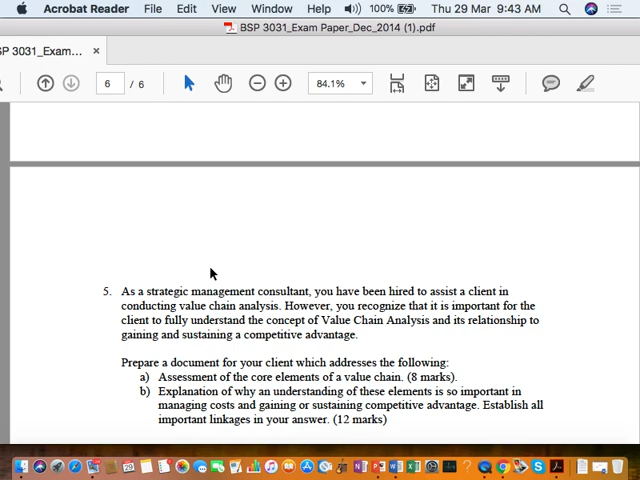 Acrobat Reader File Edit View Window Help 100% Thu 29 Mar 9:43 AM
BSP 3031_Exam Paper_Dec_2014 (1).pdf
SP 3031_Exam... ×
6 / 6 84.1%
5. As a strategic management consultant, you have been hired to assist a client in
conducting value chain analysis. However, you recognize that it is important for the
client to fully understand the concept of Value Chain Analysis and its relationship to
gaining and sustaining a competitive advantage.
Prepare a document for your client which addresses the following:
a) Assessment of the core elements of a value chain. (8 marks).
b) Explanation of why an understanding of these elements is so important in
managing costs and gaining or sustaining competitive advantage. Establish all
important linkages in your answer. (12 marks)